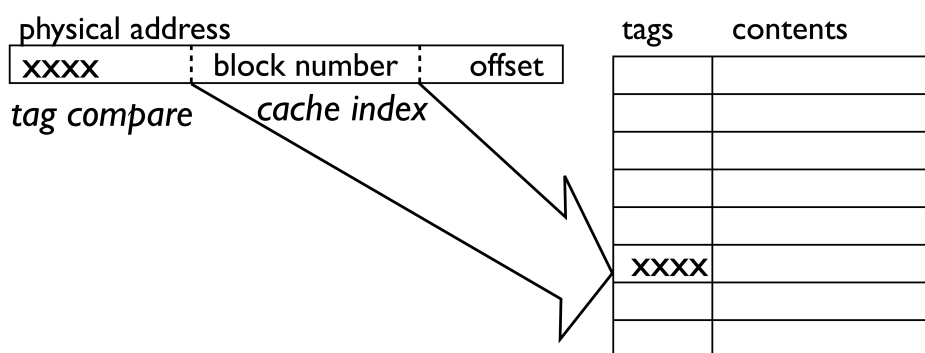 physical address
tags contents
xxxx block number offset
tag compare cache index
xxxx